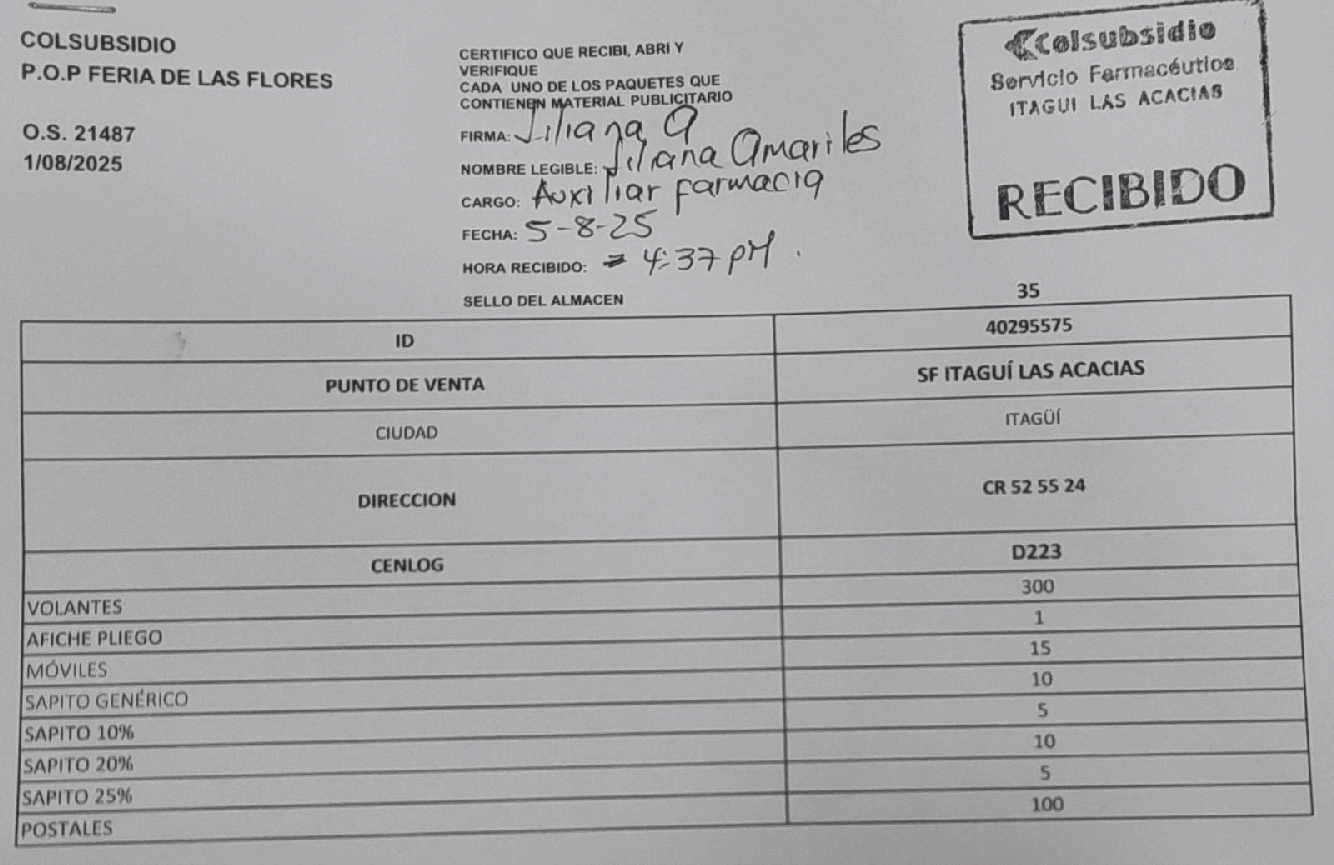 COLSUBSIDIO
P.O.P FERIA DE LAS FLORES
O.S. 21487
1/08/2025
CERTIFICO QUE RECIBI, ABRI Y
VERIFIQUE
CADA UNO DE LOS PAQUETES QUE
CONTIENEN MATERIAL PUBLICITARIO
FIRMA: Liliana A
NOMBRE LEGIBLE: Liliana Amariles
CARGO: Auxiliar farmacia
FECHA: 5-8-25
HORA RECIBIDO: 4:37 pM.
SELLO DEL ALMACEN
Colsubsidio
Servicio Farmacéutico
ITAGUI LAS ACACIAS
RECIBIDO
35
ID 40295575
PUNTO DE VENTA SF ITAGUÍ LAS ACACIAS
CIUDAD ITAGÜÍ
DIRECCION CR 52 55 24
CENLOG D223
VOLANTES 300
AFICHE PLIEGO 1
MÓVILES 15
SAPITO GENÉRICO 10
SAPITO 10% 5
SAPITO 20% 10
SAPITO 25% 5
POSTALES 100